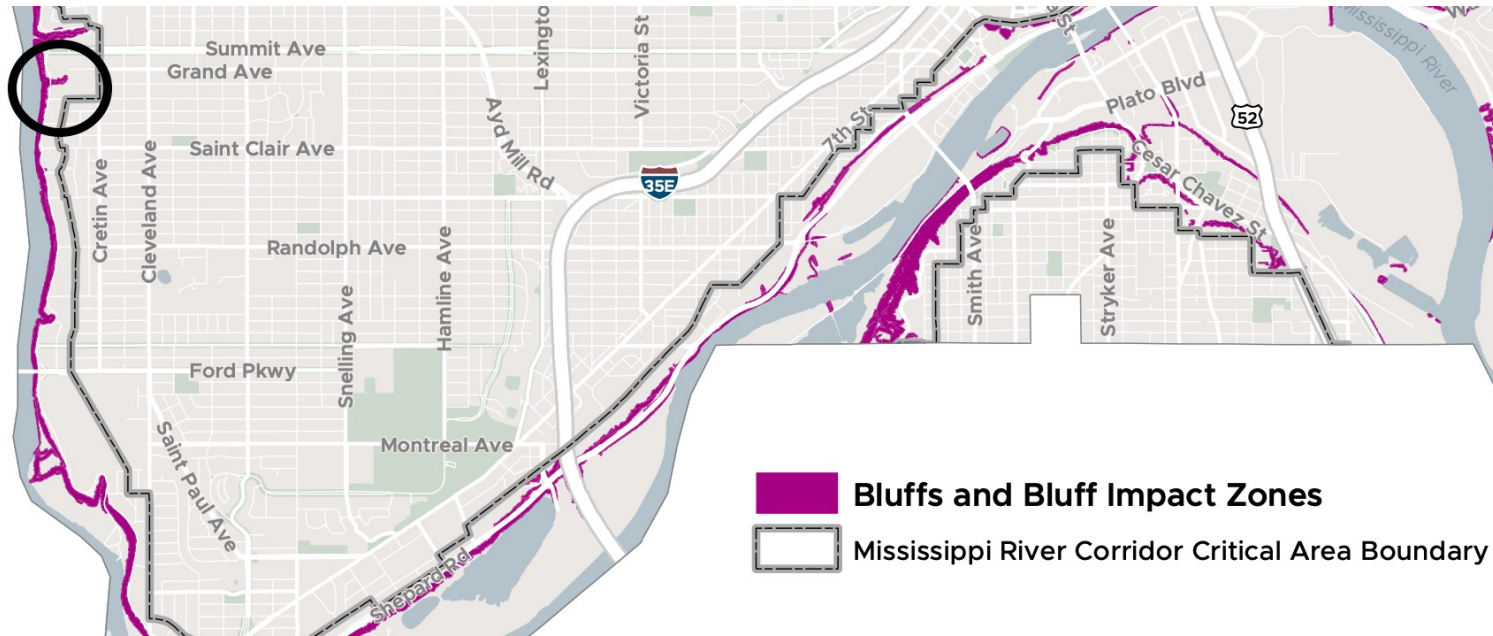 Summit Ave
Grand Ave
Lexington
Victoria St
Ayd Mill Rd
7th St
Plato Blvd
52
Mississippi River
Cesar Chavez St
Saint Clair Ave
35E
Cretin Ave
Cleveland Ave
Randolph Ave
Hamline Ave
Snelling Ave
Smith Ave
Stryker Ave
Ford Pkwy
Montreal Ave
Saint Paul Ave
Shepard Rd
Bluffs and Bluff Impact Zones
Mississippi River Corridor Critical Area Boundary